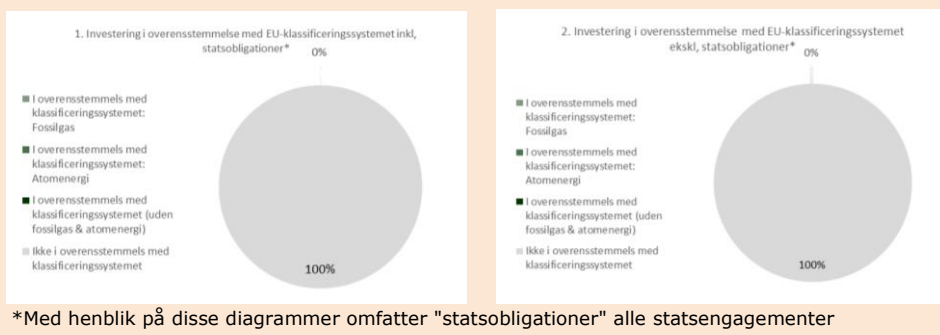 1. Investering i overensstemmelse med EU-klassificeringssystemet inkl,
statsobligationer*
0%
I overensstemmels med
klassificeringssystemet:
Fossilgas
I overensstemmels med
klassificeringssystemet:
Atomenergi
I overensstemmels med
klassificeringssystemet (uden
fossilgas & atomenergi)
Ikke i overensstemmels med
klassificeringssystemet
100%
2. Investering i overensstemmelse med EU-klassificeringssystemet
ekskl, statsobligationer*
0%
I overensstemmels med
klassificeringssystemet:
Fossilgas
I overensstemmels med
klassificeringssystemet:
Atomenergi
I overensstemmels med
klassificeringssystemet (uden
fossilgas & atomenergi)
Ikke i overensstemmels med
klassificeringssystemet
100%
*Med henblik på disse diagrammer omfatter "statsobligationer" alle statsengagementer